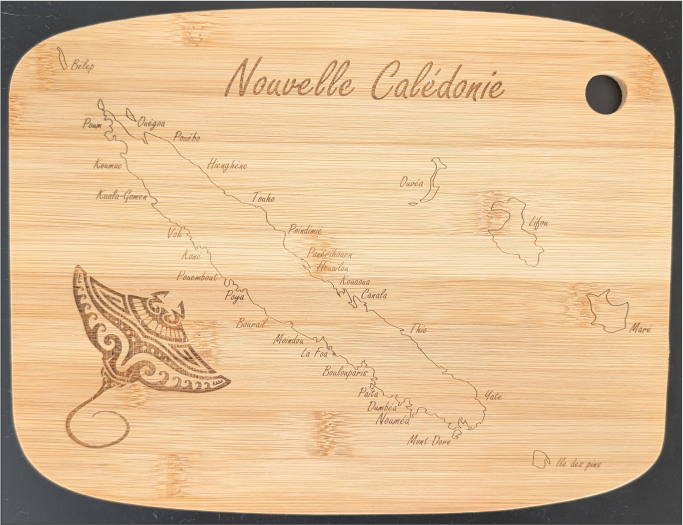 Nouvelle Calédonie
Bélep
Poum
Ouégoa
Pouébo
Koumac
Hienghène
Kaala-Gomen
Touho
Ouvéa
Lifou
Voh
Poindimié
Koné
Ponérihouen
Houaïlou
Pouembout
Kouaoua
Poya
Canala
Maré
Bourail
Thio
Moindou
La Foa
Boulouparis
Païta
Yaté
Dumbéa
Nouméa
Mont Dore
Ile des pins